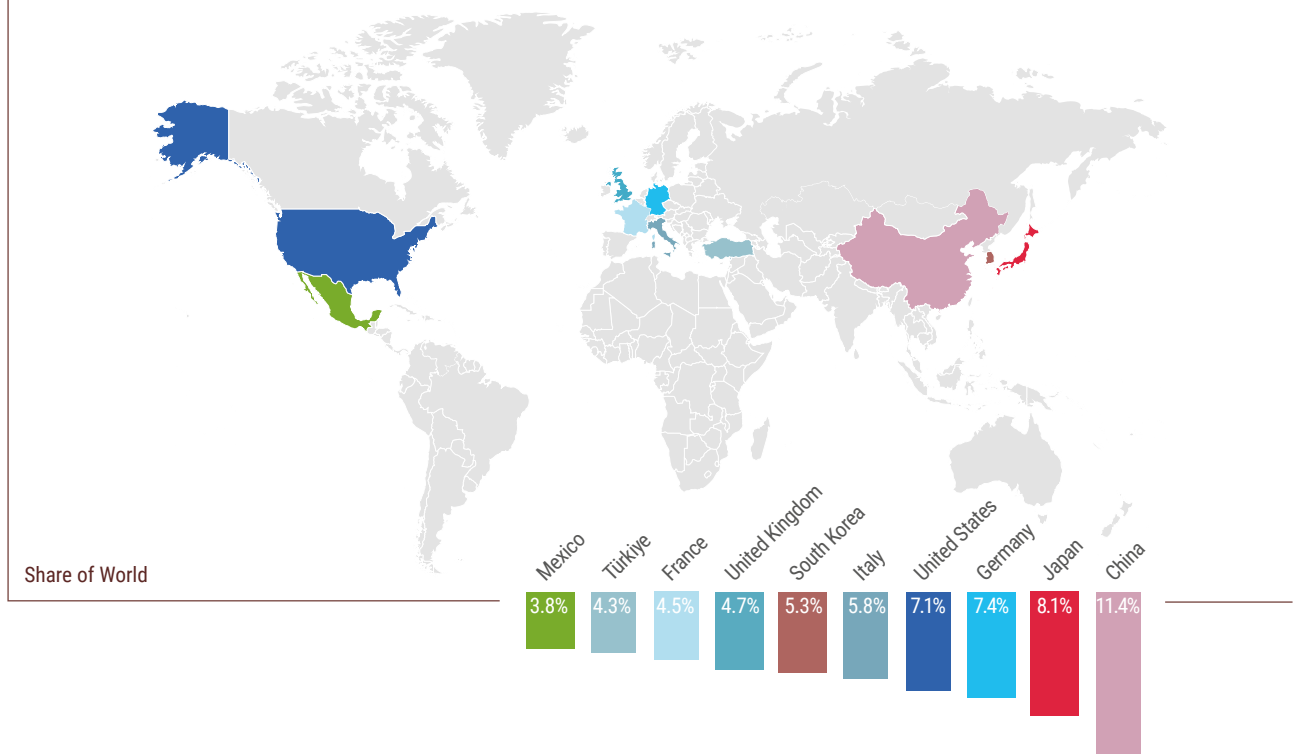 Share of World
Mexico
Türkiye
France
United Kingdom
South Korea
Italy
United States
Germany
Japan
China
3.8%
4.3%
4.5%
4.7%
5.3%
5.8%
7.1%
7.4%
8.1%
11.4%